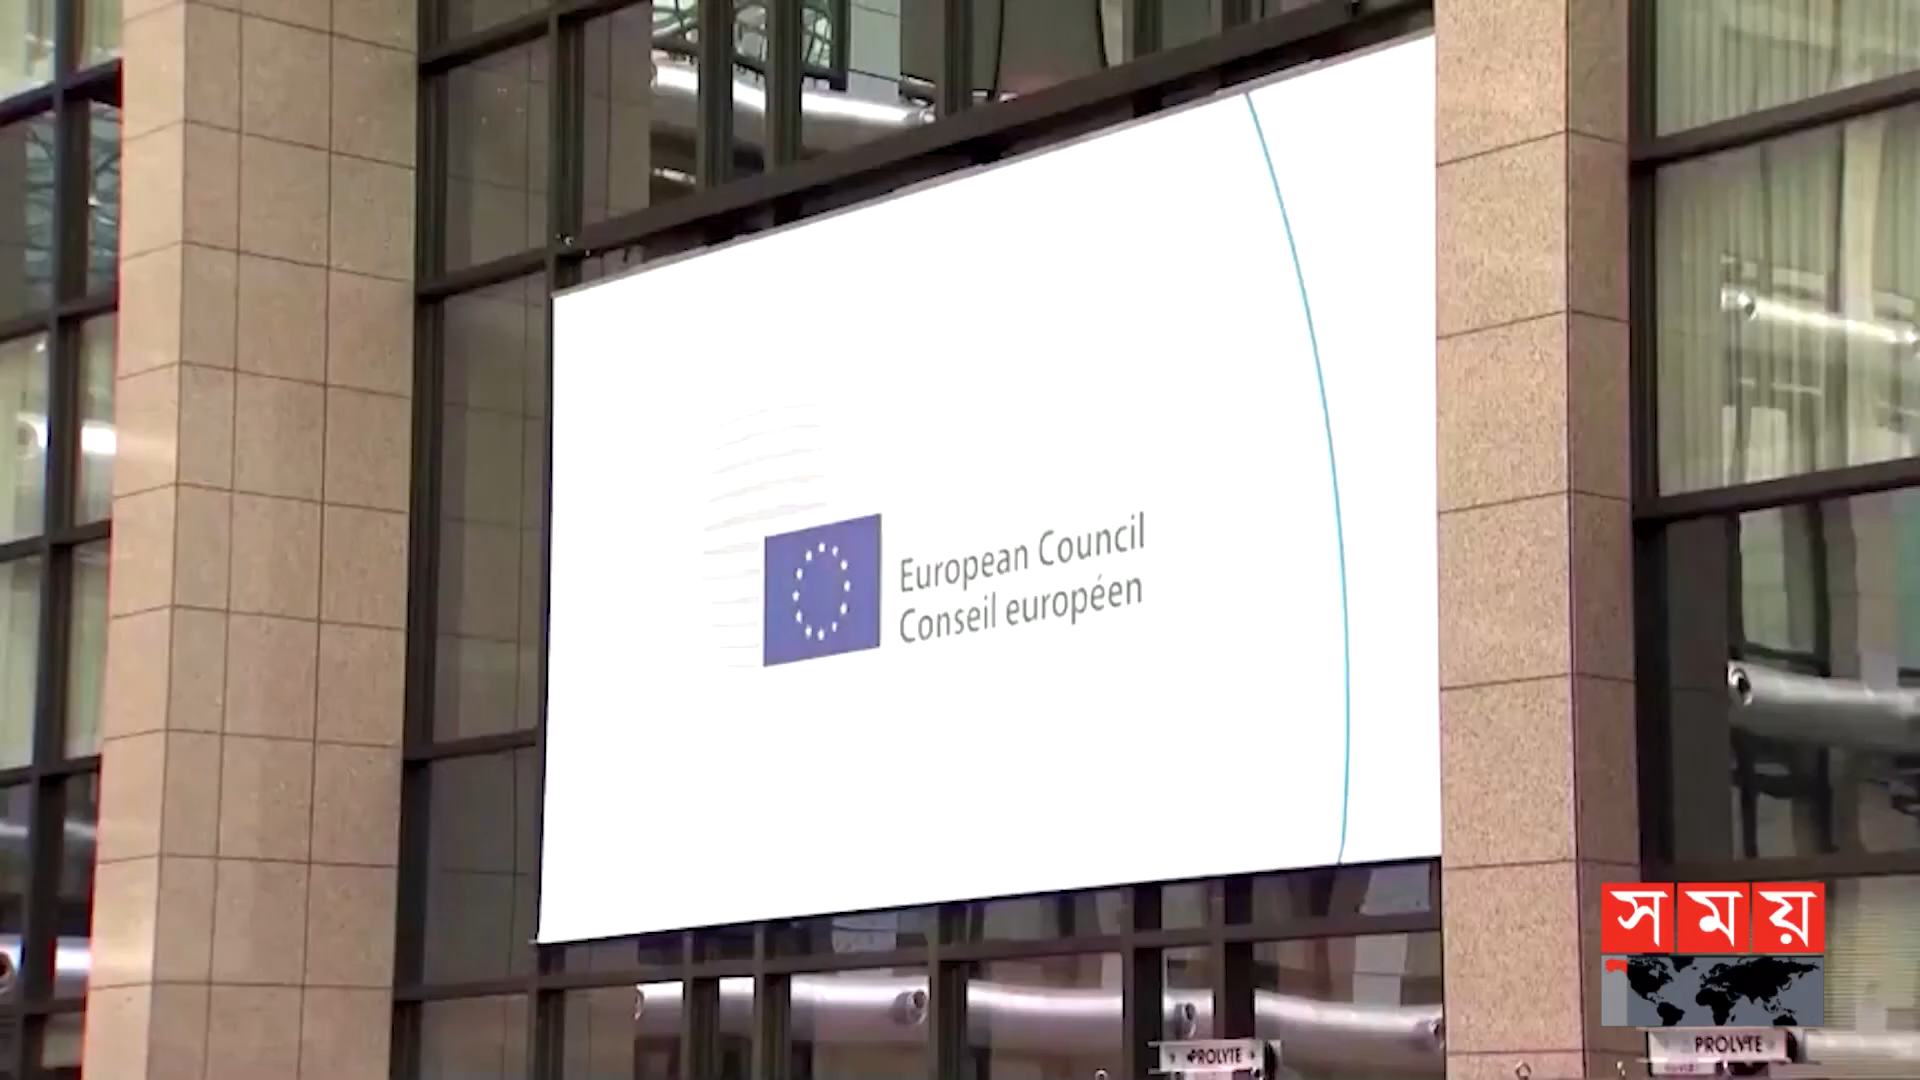 European Council
Conseil européen
সময়
PROLYTE
PROLYTE